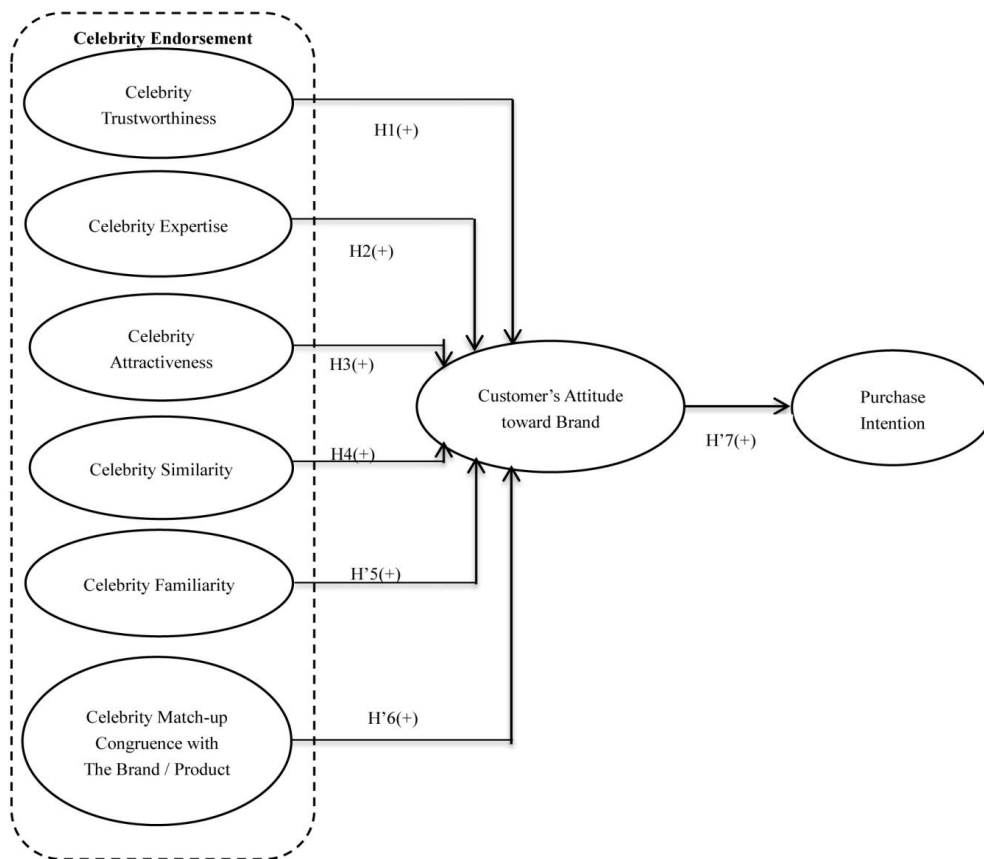 Celebrity Endorsement
Celebrity
Trustworthiness
H1(+)
Celebrity Expertise
H2(+)
Celebrity
Attractiveness
H3(+)
Customer’s Attitude
toward Brand
Purchase
Intention
H’7(+)
Celebrity Similarity
H4(+)
Celebrity Familiarity
H’5(+)
Celebrity Match-up
Congruence with
The Brand / Product
H’6(+)